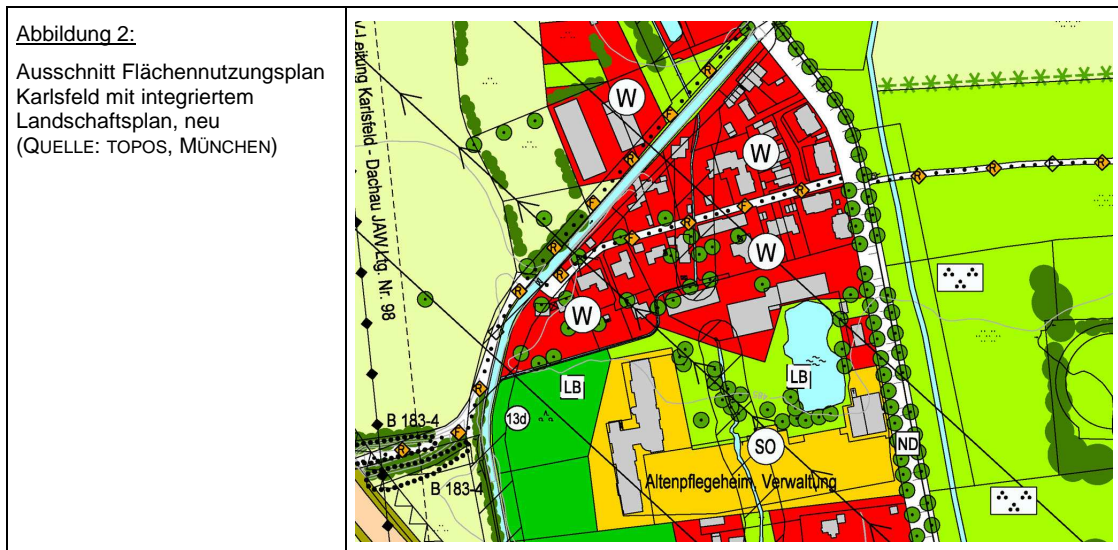 Abbildung 2:
Ausschnitt Flächennutzungsplan
Karlsfeld mit integriertem
Landschaftsplan, neu
(QUELLE: TOPOS, MÜNCHEN)
V-Leitung Karlsfeld - Dachau JAW Ltg. Nr. 98
W
W
W
W
R
R
R
R
R
R
R
R
R
R
F
F
F
F
F
LB
LB
13d
B 183-4
B 183-4
SO
ND
Altenpflegeheim Verwaltung